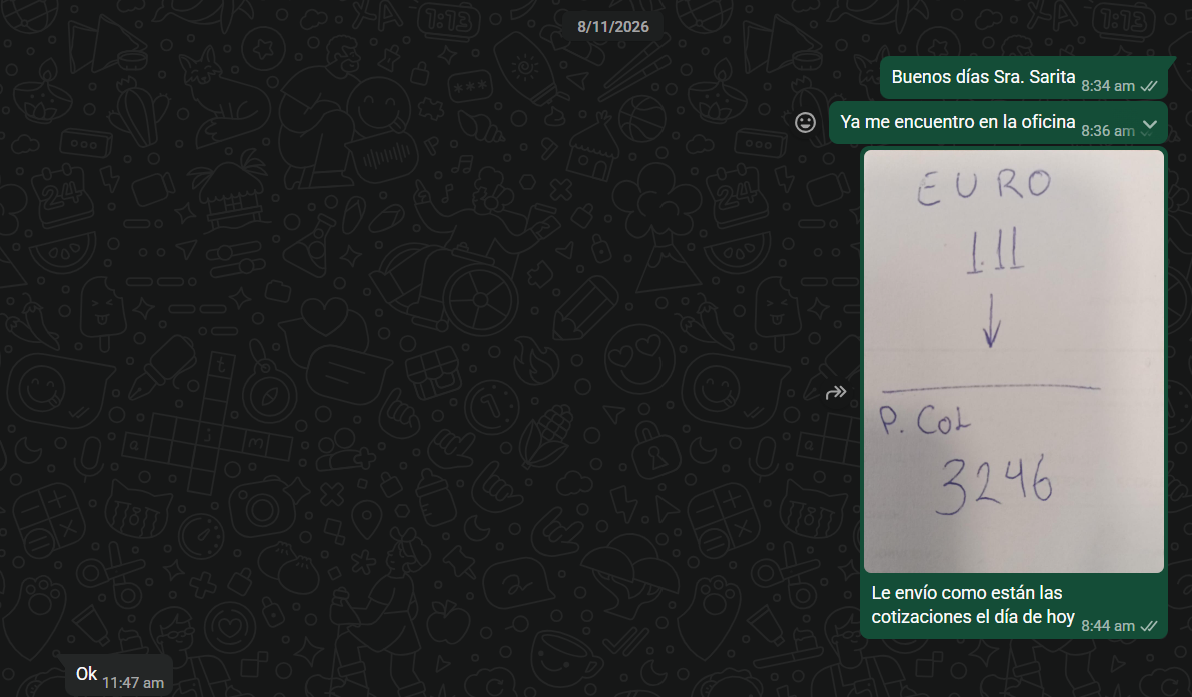 8/11/2026
Buenos días Sra. Sarita 8:34 am
Ya me encuentro en la oficina 8:36 am
EURO
1.11
P. COL
3246
Le envío como están las
cotizaciones el día de hoy 8:44 am
Ok 11:47 am